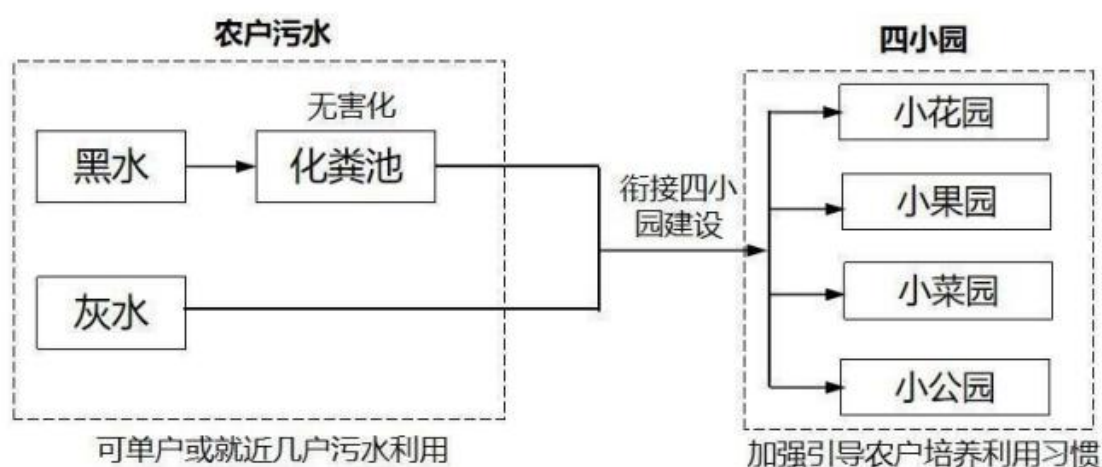 农户污水
无害化
黑水
化粪池
灰水
可单户或就近几户污水利用
衔接四小
园建设
四小园
小花园
小果园
小菜园
小公园
加强引导农户培养利用习惯